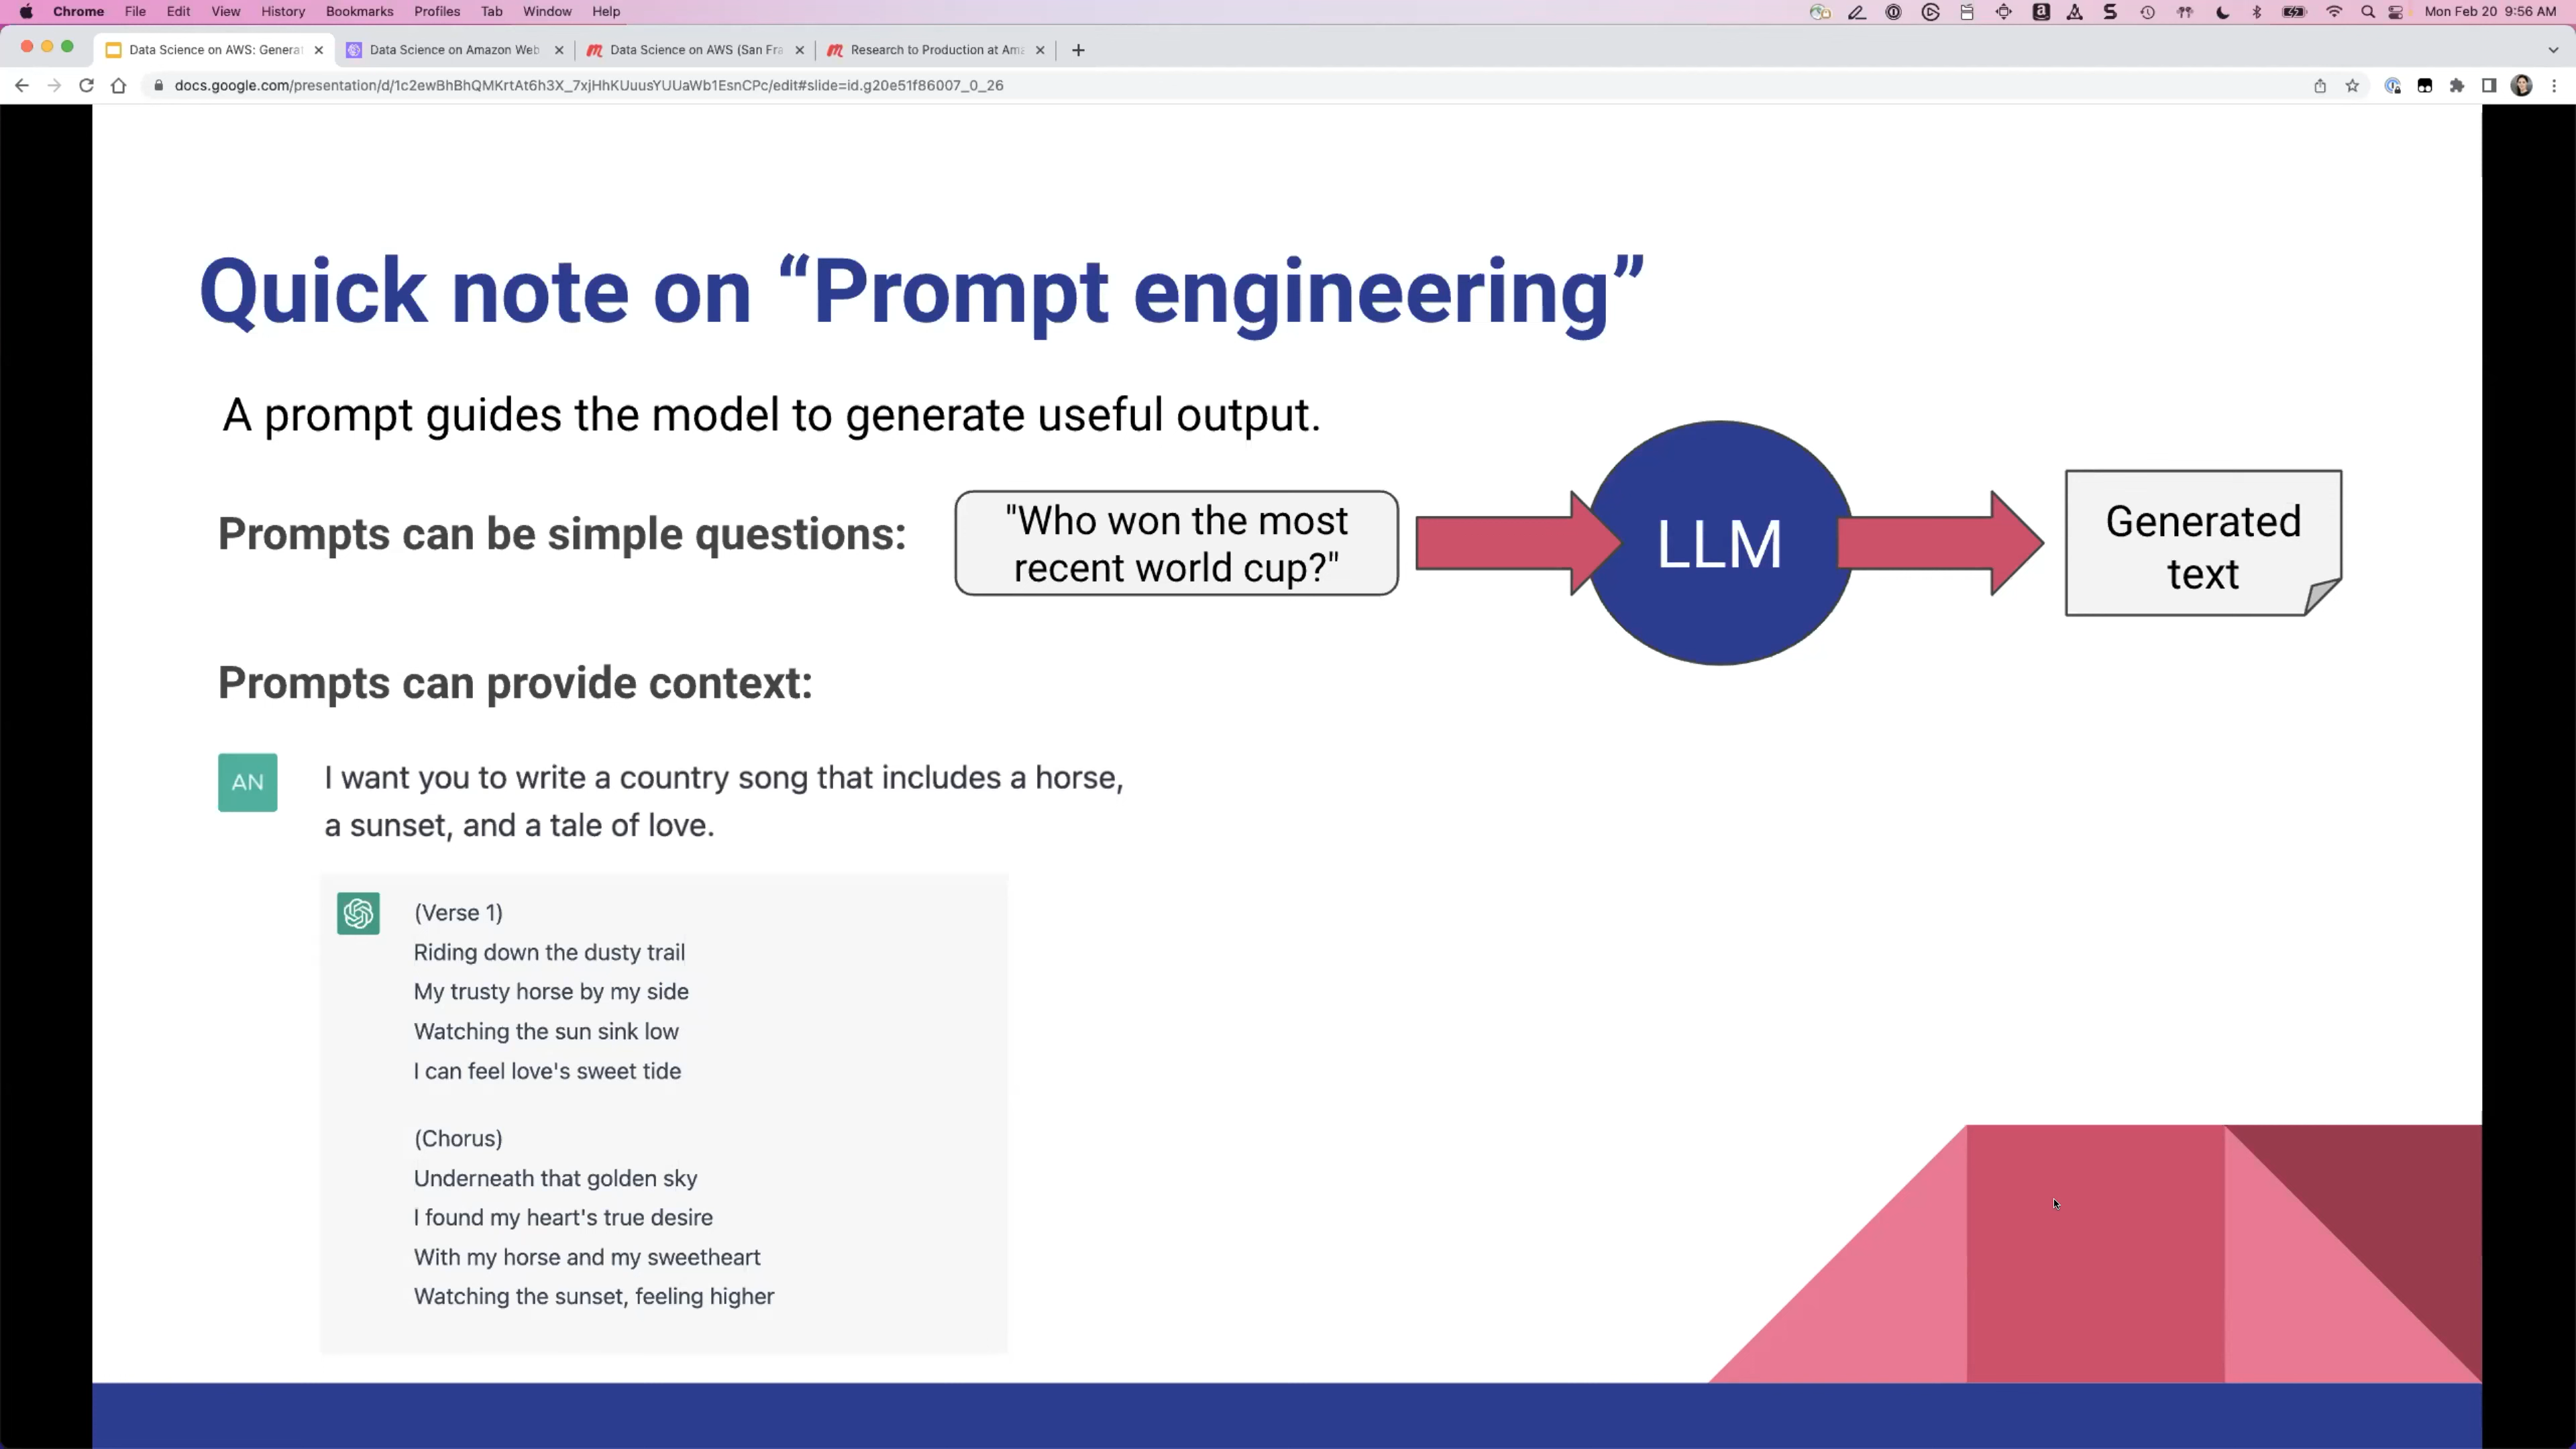 Chrome File Edit View History Bookmarks Profiles Tab Window Help Mon Feb 20 9:56 AM
Data Science on AWS: Genera Data Science on Amazon Web Data Science on AWS (San Fra Research to Production at Ama
docs.google.com/presentation/d/1c2ewBhBhQMKrtAt6h3X_7xjHhKUuusYUUaWb1EsnCPc/edit#slide=id.g20e51f86007_0_26
Quick note on “Prompt engineering”
A prompt guides the model to generate useful output.
Prompts can be simple questions:
"Who won the most
recent world cup?"
LLM
Generated
text
Prompts can provide context:
AN
I want you to write a country song that includes a horse,
a sunset, and a tale of love.
(Verse 1)
Riding down the dusty trail
My trusty horse by my side
Watching the sun sink low
I can feel love's sweet tide
(Chorus)
Underneath that golden sky
I found my heart's true desire
With my horse and my sweetheart
Watching the sunset, feeling higher